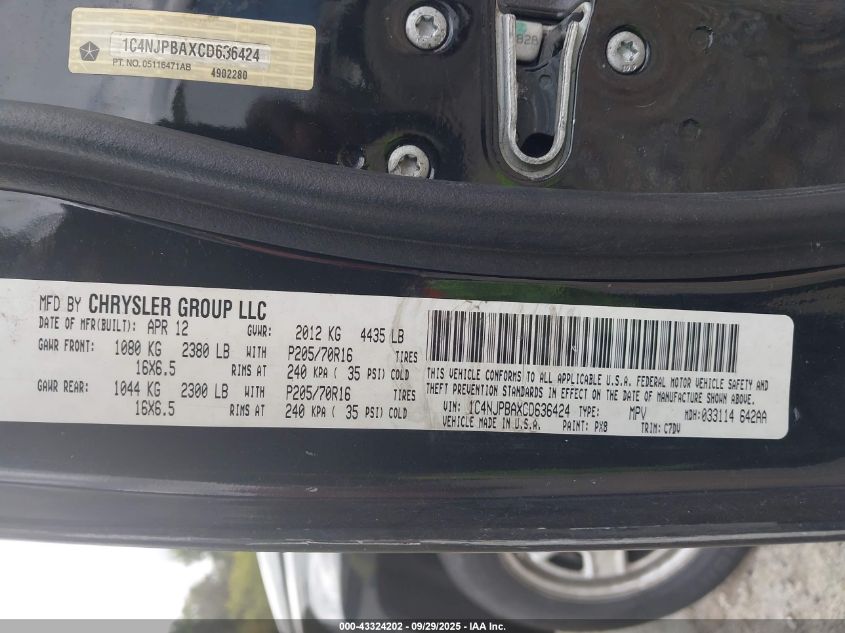 1C4NJPBAXCD636424
PT. NO. 05116471AB
4902280
MFD BY CHRYSLER GROUP LLC
DATE OF MFR(BUILT): APR 12 GVWR: 2012 KG 4435 LB
GAWR FRONT: 1080 KG 2380 LB WITH P205/70R16 TIRES
16X6.5 RIMS AT 240 KPA ( 35 PSI) COLD
GAWR REAR: 1044 KG 2300 LB WITH P205/70R16 TIRES
16X6.5 RIMS AT 240 KPA ( 35 PSI) COLD
THIS VEHICLE CONFORMS TO ALL APPLICABLE U.S.A. FEDERAL MOTOR VEHICLE SAFETY AND
THEFT PREVENTION STANDARDS IN EFFECT ON THE DATE OF MANUFACTURE SHOWN ABOVE.
VIN: 1C4NJPBAXCD636424 TYPE: MPV MDH:033114 642AA
VEHICLE MADE IN U.S.A. PAINT: PX8 TRIM: C7DV
000-43324202 - 09/29/2025 - IAA Inc.